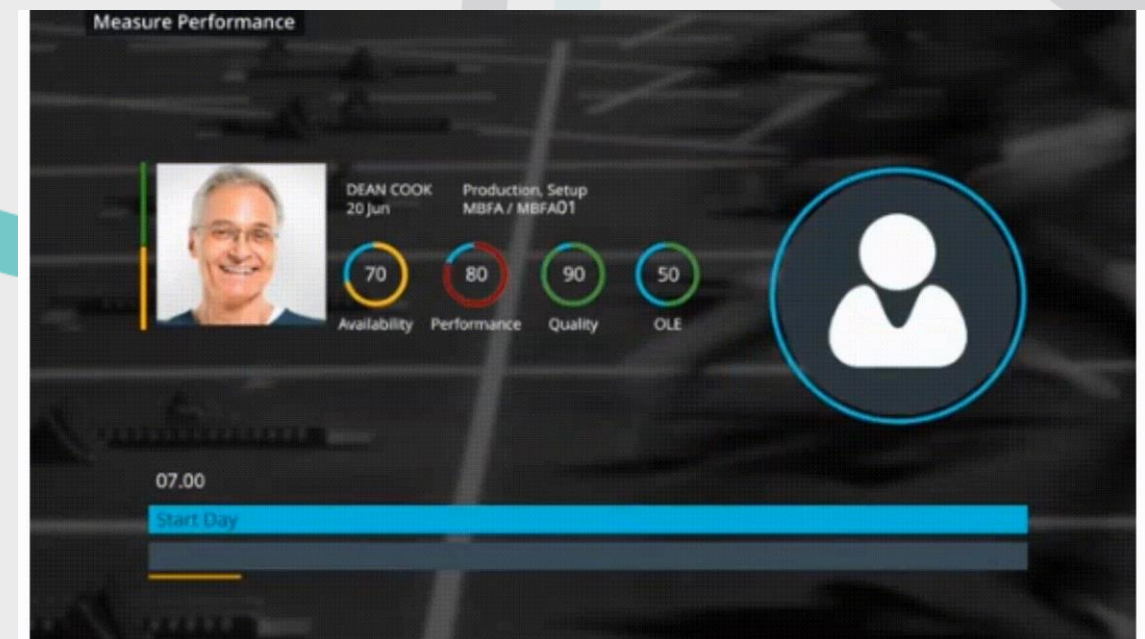 Measure Performance
DEAN COOK
20 Jun
Production, Setup
MBFA / MBFA01
70
80
90
50
Availability
Performance
Quality
OLE
07.00
Start Day